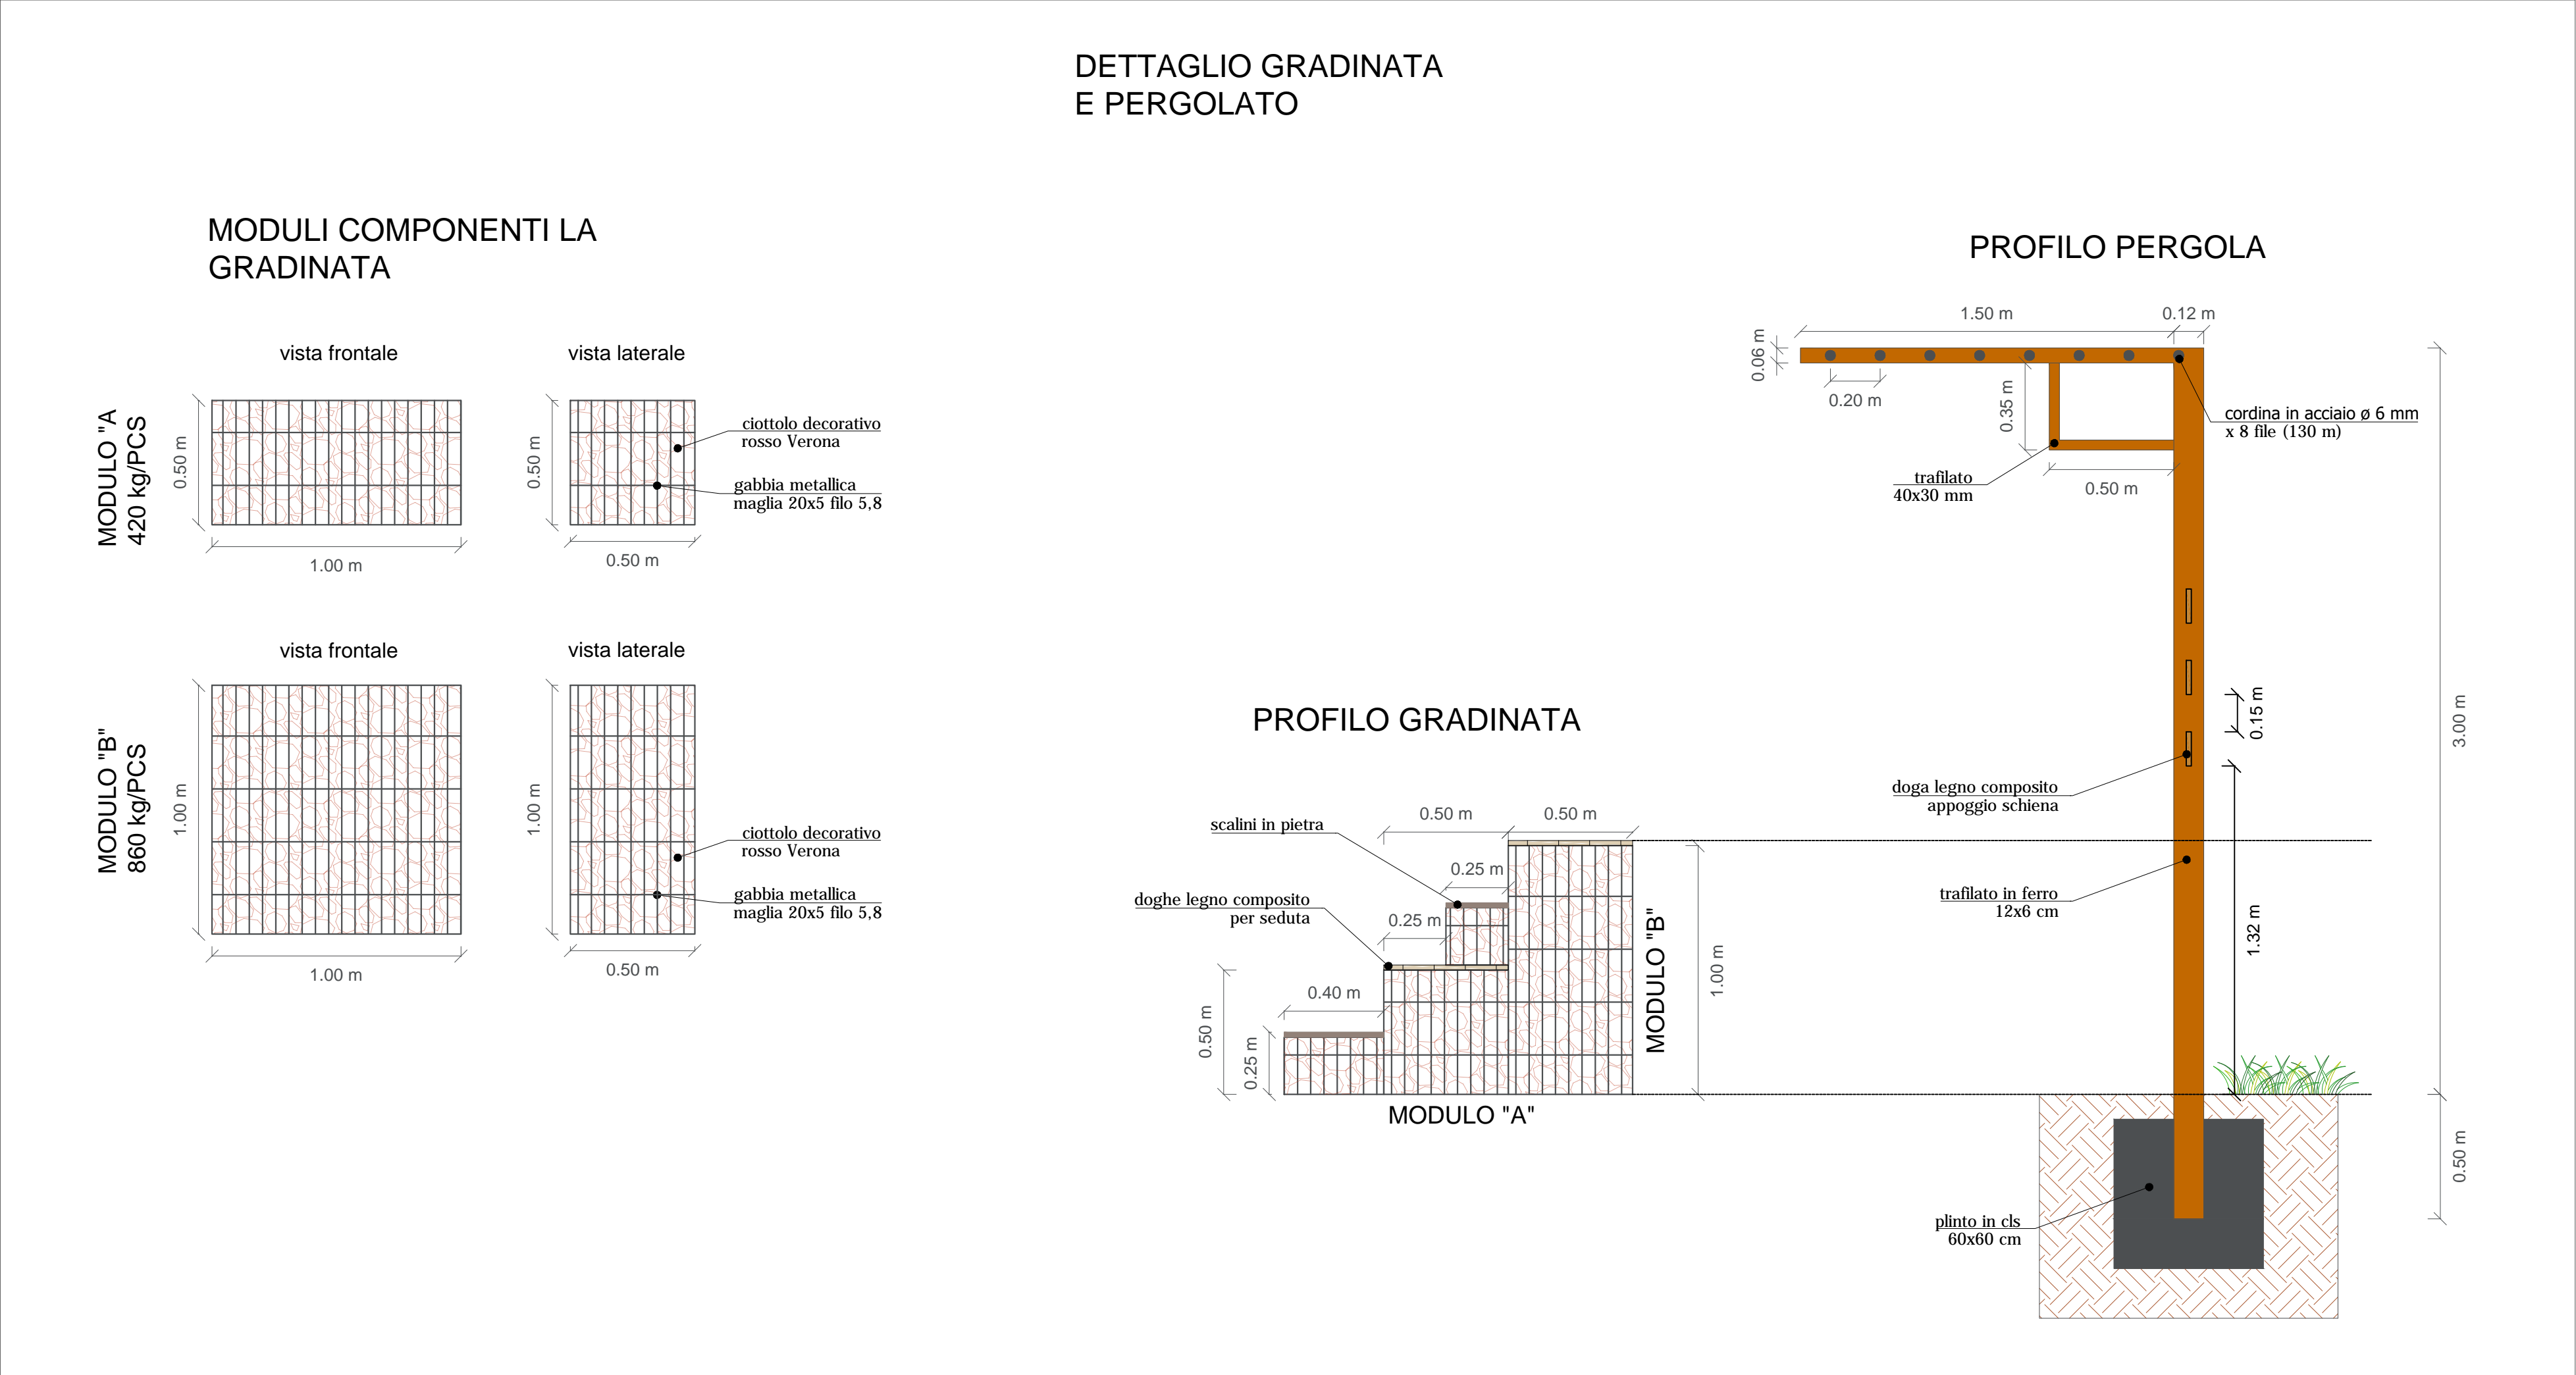 DETTAGLIO GRADINATA
E PERGOLATO
MODULI COMPONENTI LA
GRADINATA
vista frontale
vista laterale
MODULO "A
420 kg/PCS
0.50 m
1.00 m
0.50 m
0.50 m
ciottolo decorativo
rosso Verona
gabbia metallica
maglia 20x5 filo 5,8
vista frontale
vista laterale
MODULO "B"
860 kg/PCS
1.00 m
1.00 m
1.00 m
0.50 m
ciottolo decorativo
rosso Verona
gabbia metallica
maglia 20x5 filo 5,8
PROFILO GRADINATA
0.50 m
0.50 m
scalini in pietra
0.25 m
doghe legno composito
per seduta
0.25 m
0.40 m
0.50 m
0.25 m
MODULO "B"
1.00 m
MODULO "A"
PROFILO PERGOLA
1.50 m
0.12 m
0.06 m
0.20 m
0.35 m
cordina in acciaio ø 6 mm
x 8 file (130 m)
trafilato
40x30 mm
0.50 m
0.15 m
3.00 m
doga legno composito
appoggio schiena
trafilato in ferro
12x6 cm
1.32 m
0.50 m
plinto in cls
60x60 cm